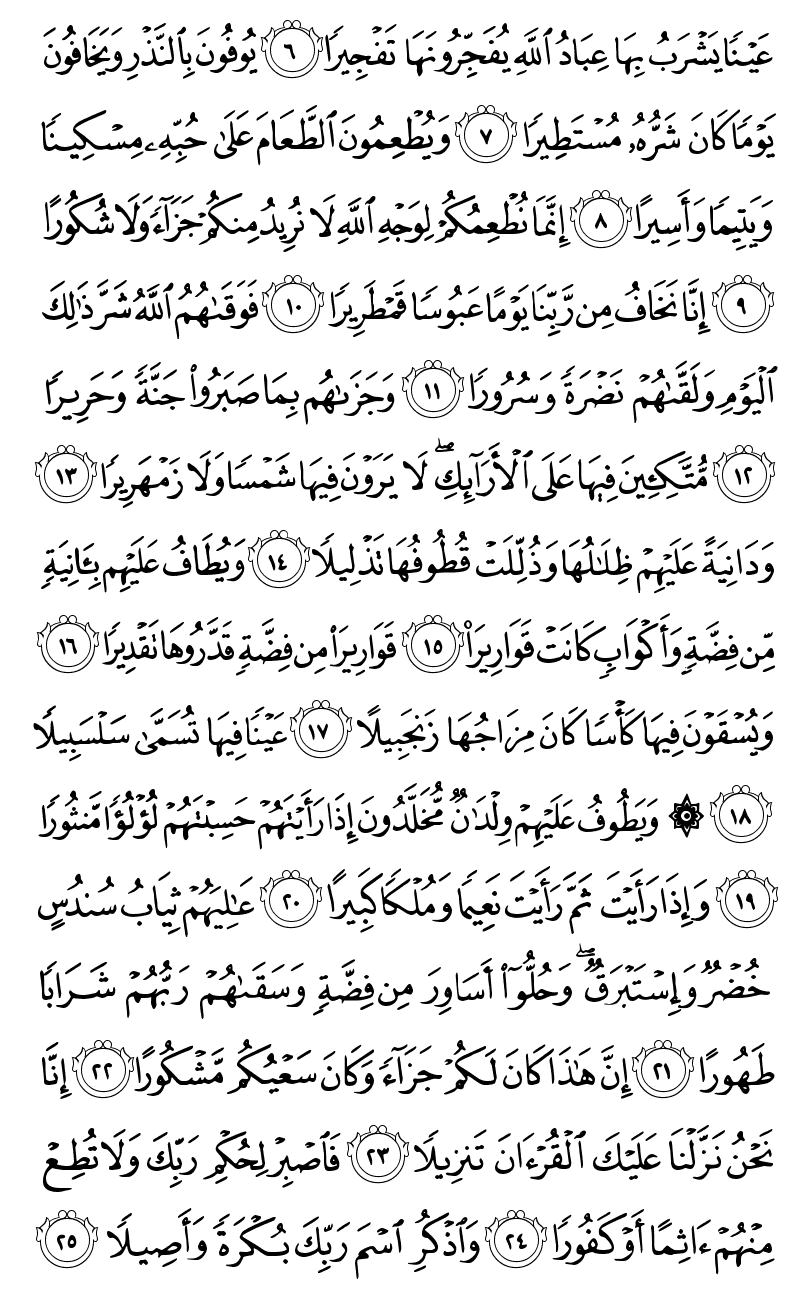 عَيْنًا يَشْرَبُ بِهَا عِبَادُ ٱللَّهِ يُفَجِّرُونَهَا تَفْجِيرًا ٦ يُوفُونَ بِٱلنَّذْرِ وَيَخَافُونَ
يَوْمًا كَانَ شَرُّهُۥ مُسْتَطِيرًا ٧ وَيُطْعِمُونَ ٱلطَّعَامَ عَلَىٰ حُبِّهِۦ مِسْكِينًا
وَيَتِيمًا وَأَسِيرًا ٨ إِنَّمَا نُطْعِمُكُمْ لِوَجْهِ ٱللَّهِ لَا نُرِيدُ مِنكُمْ جَزَآءً وَلَا شُكُورًا
٩ إِنَّا نَخَافُ مِن رَّبِّنَا يَوْمًا عَبُوسًا قَمْطَرِيرًا ١٠ فَوَقَىٰهُمُ ٱللَّهُ شَرَّ ذَٰلِكَ
ٱلْيَوْمِ وَلَقَّىٰهُمْ نَضْرَةً وَسُرُورًا ١١ وَجَزَىٰهُم بِمَا صَبَرُوا۟ جَنَّةً وَحَرِيرًا
١٢ مُّتَّكِـِٔينَ فِيهَا عَلَى ٱلْأَرَآئِكِ ۖ لَا يَرَوْنَ فِيهَا شَمْسًا وَلَا زَمْهَرِيرًا ١٣
وَدَانِيَةً عَلَيْهِمْ ظِلَـٰلُهَا وَذُلِّلَتْ قُطُوفُهَا تَذْلِيلًا ١٤ وَيُطَافُ عَلَيْهِم بِـَٔانِيَةٍ
مِّن فِضَّةٍ وَأَكْوَابٍ كَانَتْ قَوَارِيرَا۠ ١٥ قَوَارِيرَا۟ مِن فِضَّةٍ قَدَّرُوهَا تَقْدِيرًا ١٦
وَيُسْقَوْنَ فِيهَا كَأْسًا كَانَ مِزَاجُهَا زَنجَبِيلًا ١٧ عَيْنًا فِيهَا تُسَمَّىٰ سَلْسَبِيلًا
١٨ ۞ وَيَطُوفُ عَلَيْهِمْ وِلْدَٰنٌ مُّخَلَّدُونَ إِذَا رَأَيْتَهُمْ حَسِبْتَهُمْ لُؤْلُؤًا مَّنثُورًا
١٩ وَإِذَا رَأَيْتَ ثَمَّ رَأَيْتَ نَعِيمًا وَمُلْكًا كَبِيرًا ٢٠ عَـٰلِيَهُمْ ثِيَابُ سُندُسٍ
خُضْرٌ وَإِسْتَبْرَقٌ ۖ وَحُلُّوٓا۟ أَسَاوِرَ مِن فِضَّةٍ وَسَقَىٰهُمْ رَبُّهُمْ شَرَابًا
طَهُورًا ٢١ إِنَّ هَـٰذَا كَانَ لَكُمْ جَزَآءً وَكَانَ سَعْيُكُم مَّشْكُورًا ٢٢ إِنَّا
نَحْنُ نَزَّلْنَا عَلَيْكَ ٱلْقُرْءَانَ تَنزِيلًا ٢٣ فَٱصْبِرْ لِحُكْمِ رَبِّكَ وَلَا تُطِعْ
مِنْهُمْ ءَاثِمًا أَوْ كَفُورًا ٢٤ وَٱذْكُرِ ٱسْمَ رَبِّكَ بُكْرَةً وَأَصِيلًا ٢٥